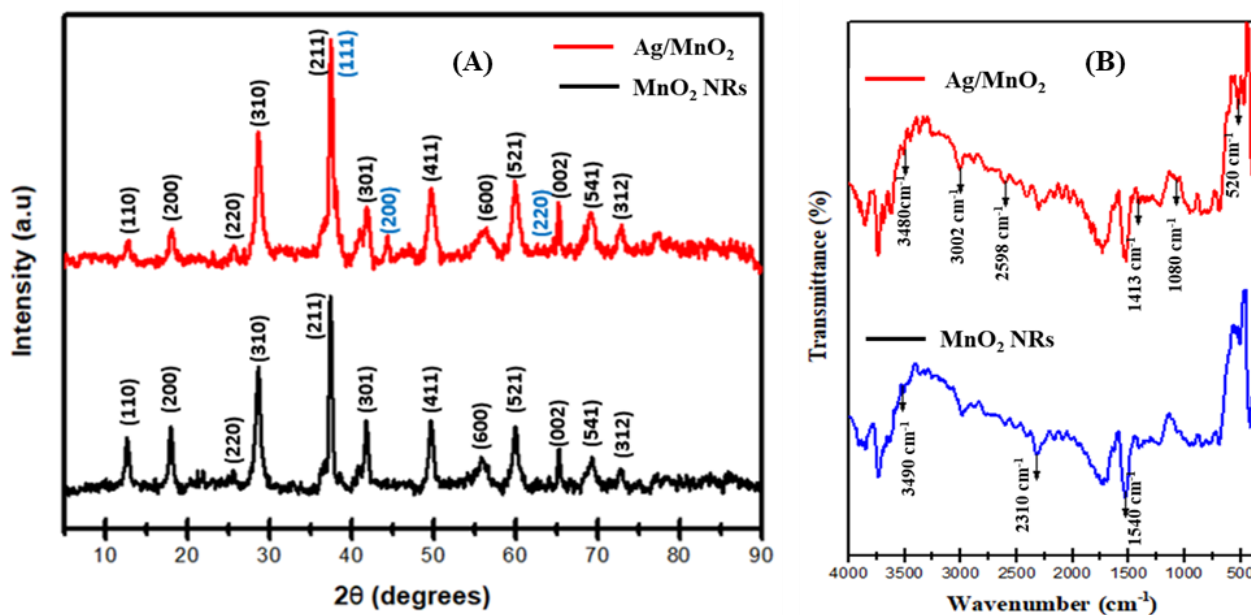 (A)
Ag/MnO₂
MnO₂ NRs
Intensity (a.u)
(110)
(200)
(220)
(310)
(211)
(111)
(301)
(200)
(411)
(600)
(521)
(220)
(002)
(541)
(312)
(110)
(200)
(220)
(310)
(211)
(301)
(411)
(600)
(521)
(002)
(541)
(312)
10 20 30 40 50 60 70 80 90
2θ (degrees)
(B)
Ag/MnO₂
Transmittance (%)
3480cm⁻¹
3002 cm⁻¹
2598 cm⁻¹
1413 cm⁻¹
1080 cm⁻¹
520 cm⁻¹
MnO₂ NRs
3490 cm⁻¹
2310 cm⁻¹
1540 cm⁻¹
4000 3500 3000 2500 2000 1500 1000 500
Wavenumber (cm⁻¹)